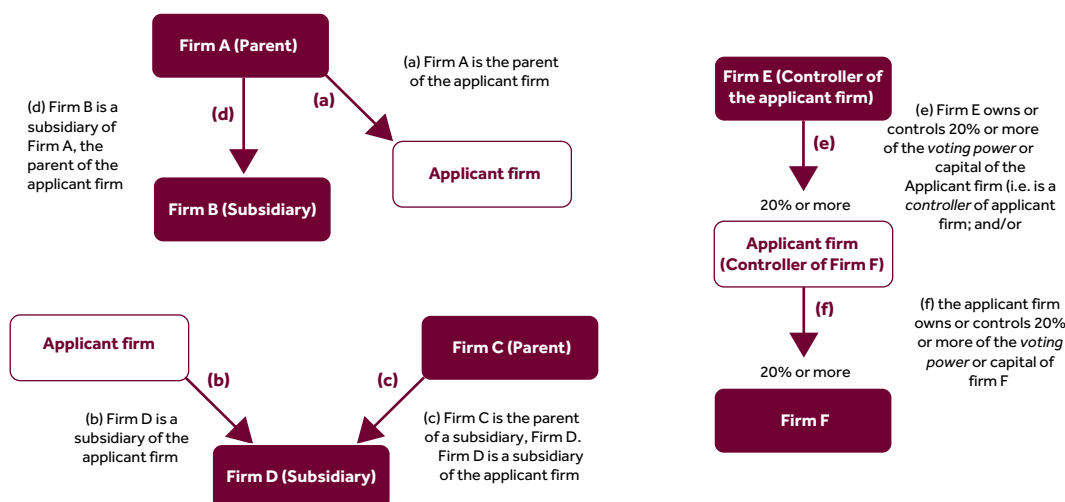 Firm A (Parent)
(a) Firm A is the parent
of the applicant firm
(d) Firm B is a
subsidiary of
Firm A, the
parent of the
applicant firm
(d)
(a)
Applicant firm
Firm B (Subsidiary)
Applicant firm
Firm C (Parent)
(b)
(c)
(b) Firm D is a
subsidiary of the
applicant firm
(c) Firm C is the parent
of a subsidiary, Firm D.
Firm D is a subsidiary
of the applicant firm
Firm D (Subsidiary)
Firm E (Controller of
the applicant firm)
(e)
(e) Firm E owns or
controls 20% or more
of the voting power or
capital of the
Applicant firm (i.e. is a
controller of applicant
firm; and/or
20% or more
Applicant firm
(Controller of Firm F)
(f)
(f) the applicant firm
owns or controls 20%
or more of the voting
power or capital of
firm F
20% or more
Firm F